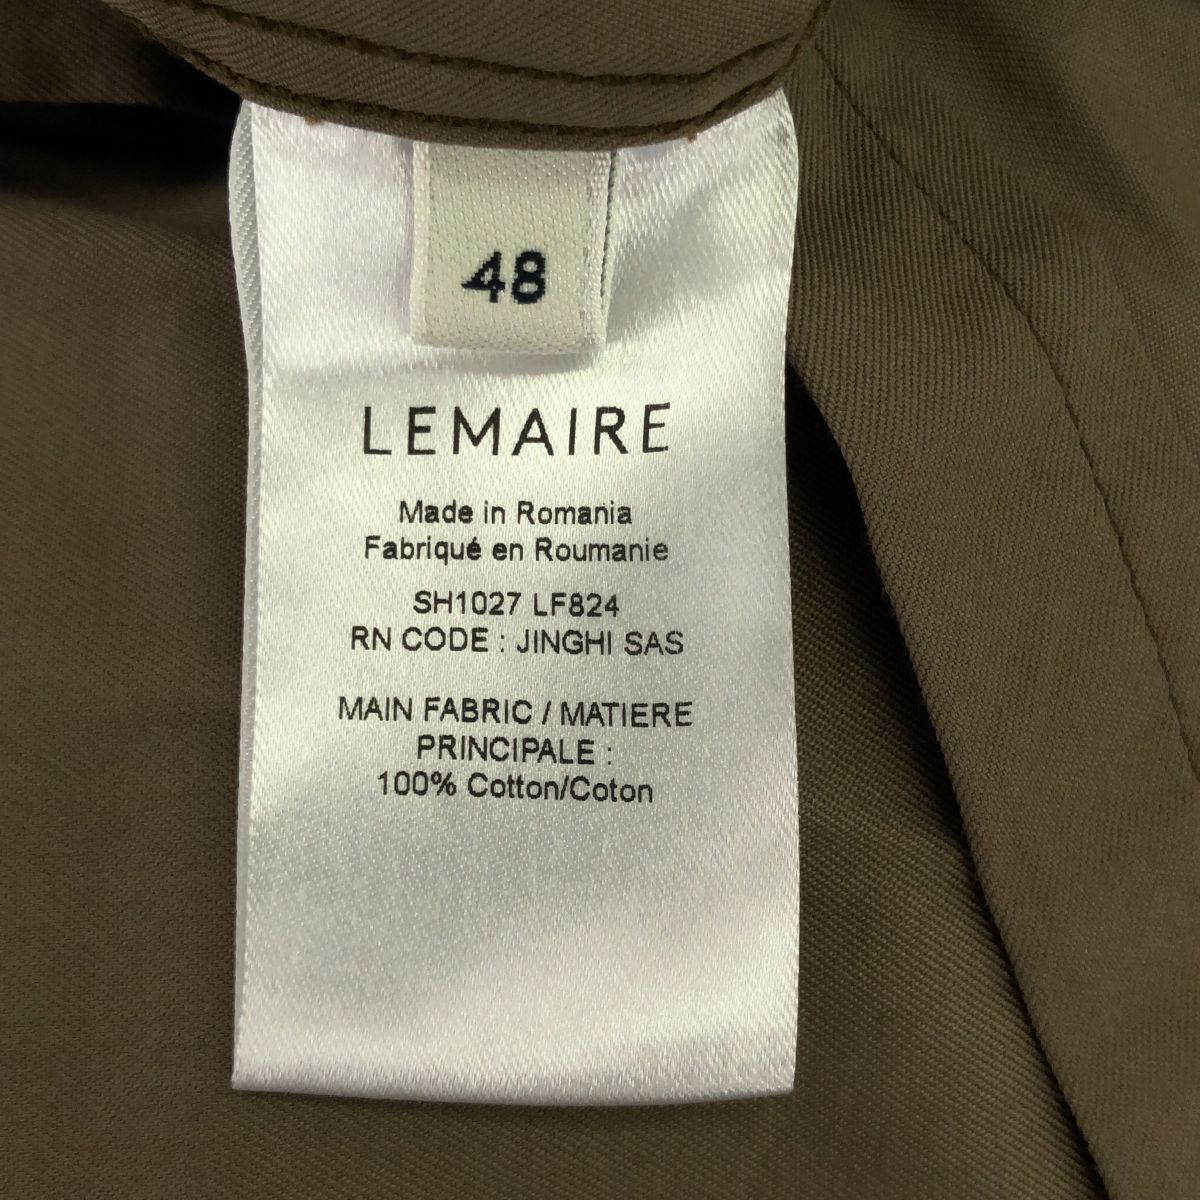 48
LEMAIRE
Made in Romania
Fabriqué en Roumanie
SH1027 LF824
RN CODE : JINGHI SAS
MAIN FABRIC / MATIERE
PRINCIPALE :
100% Cotton/Coton